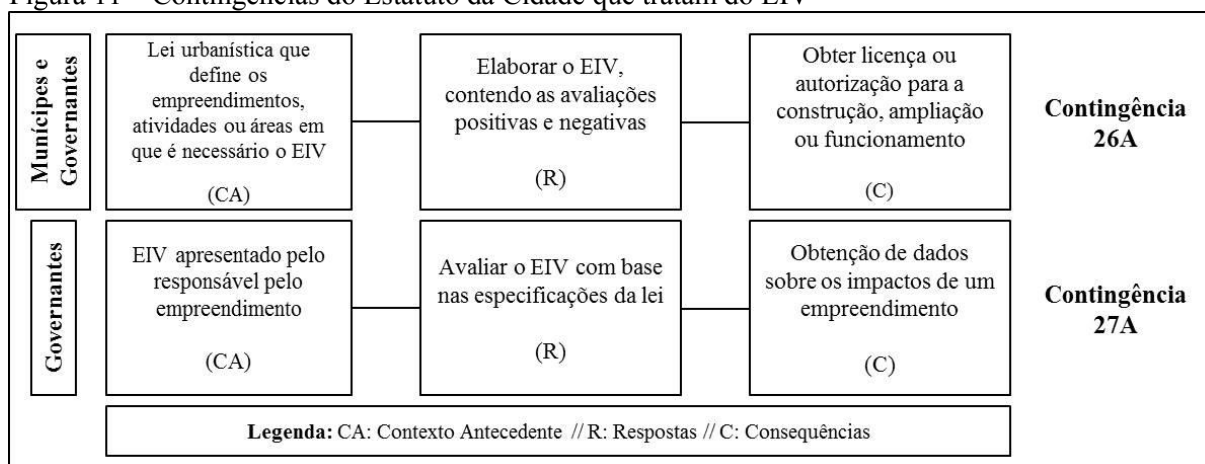 Figura 11 – Contingências do Estatuto da Cidade que tratam do EIV
Munícipes e
Governantes
Lei urbanística que
define os
empreendimentos,
atividades ou áreas em
que é necessário o EIV
(CA)
Elaborar o EIV,
contendo as avaliações
positivas e negativas
(R)
Obter licença ou
autorização para a
construção, ampliação
ou funcionamento
(C)
Contingência
26A
Governantes
EIV apresentado pelo
responsável pelo
empreendimento
(CA)
Avaliar o EIV com base
nas especificações da lei
(R)
Obtenção de dados
sobre os impactos de um
empreendimento
(C)
Contingência
27A
Legenda: CA: Contexto Antecedente // R: Respostas // C: Consequências